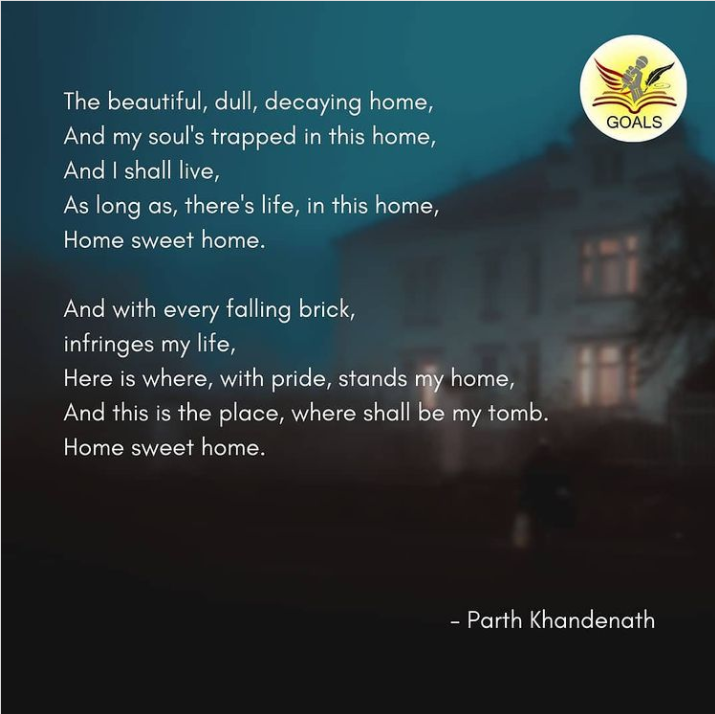 GOALS
The beautiful, dull, decaying home,
And my soul's trapped in this home,
And I shall live,
As long as, there's life, in this home,
Home sweet home.
And with every falling brick,
infringes my life,
Here is where, with pride, stands my home,
And this is the place, where shall be my tomb.
Home sweet home.
- Parth Khandenath